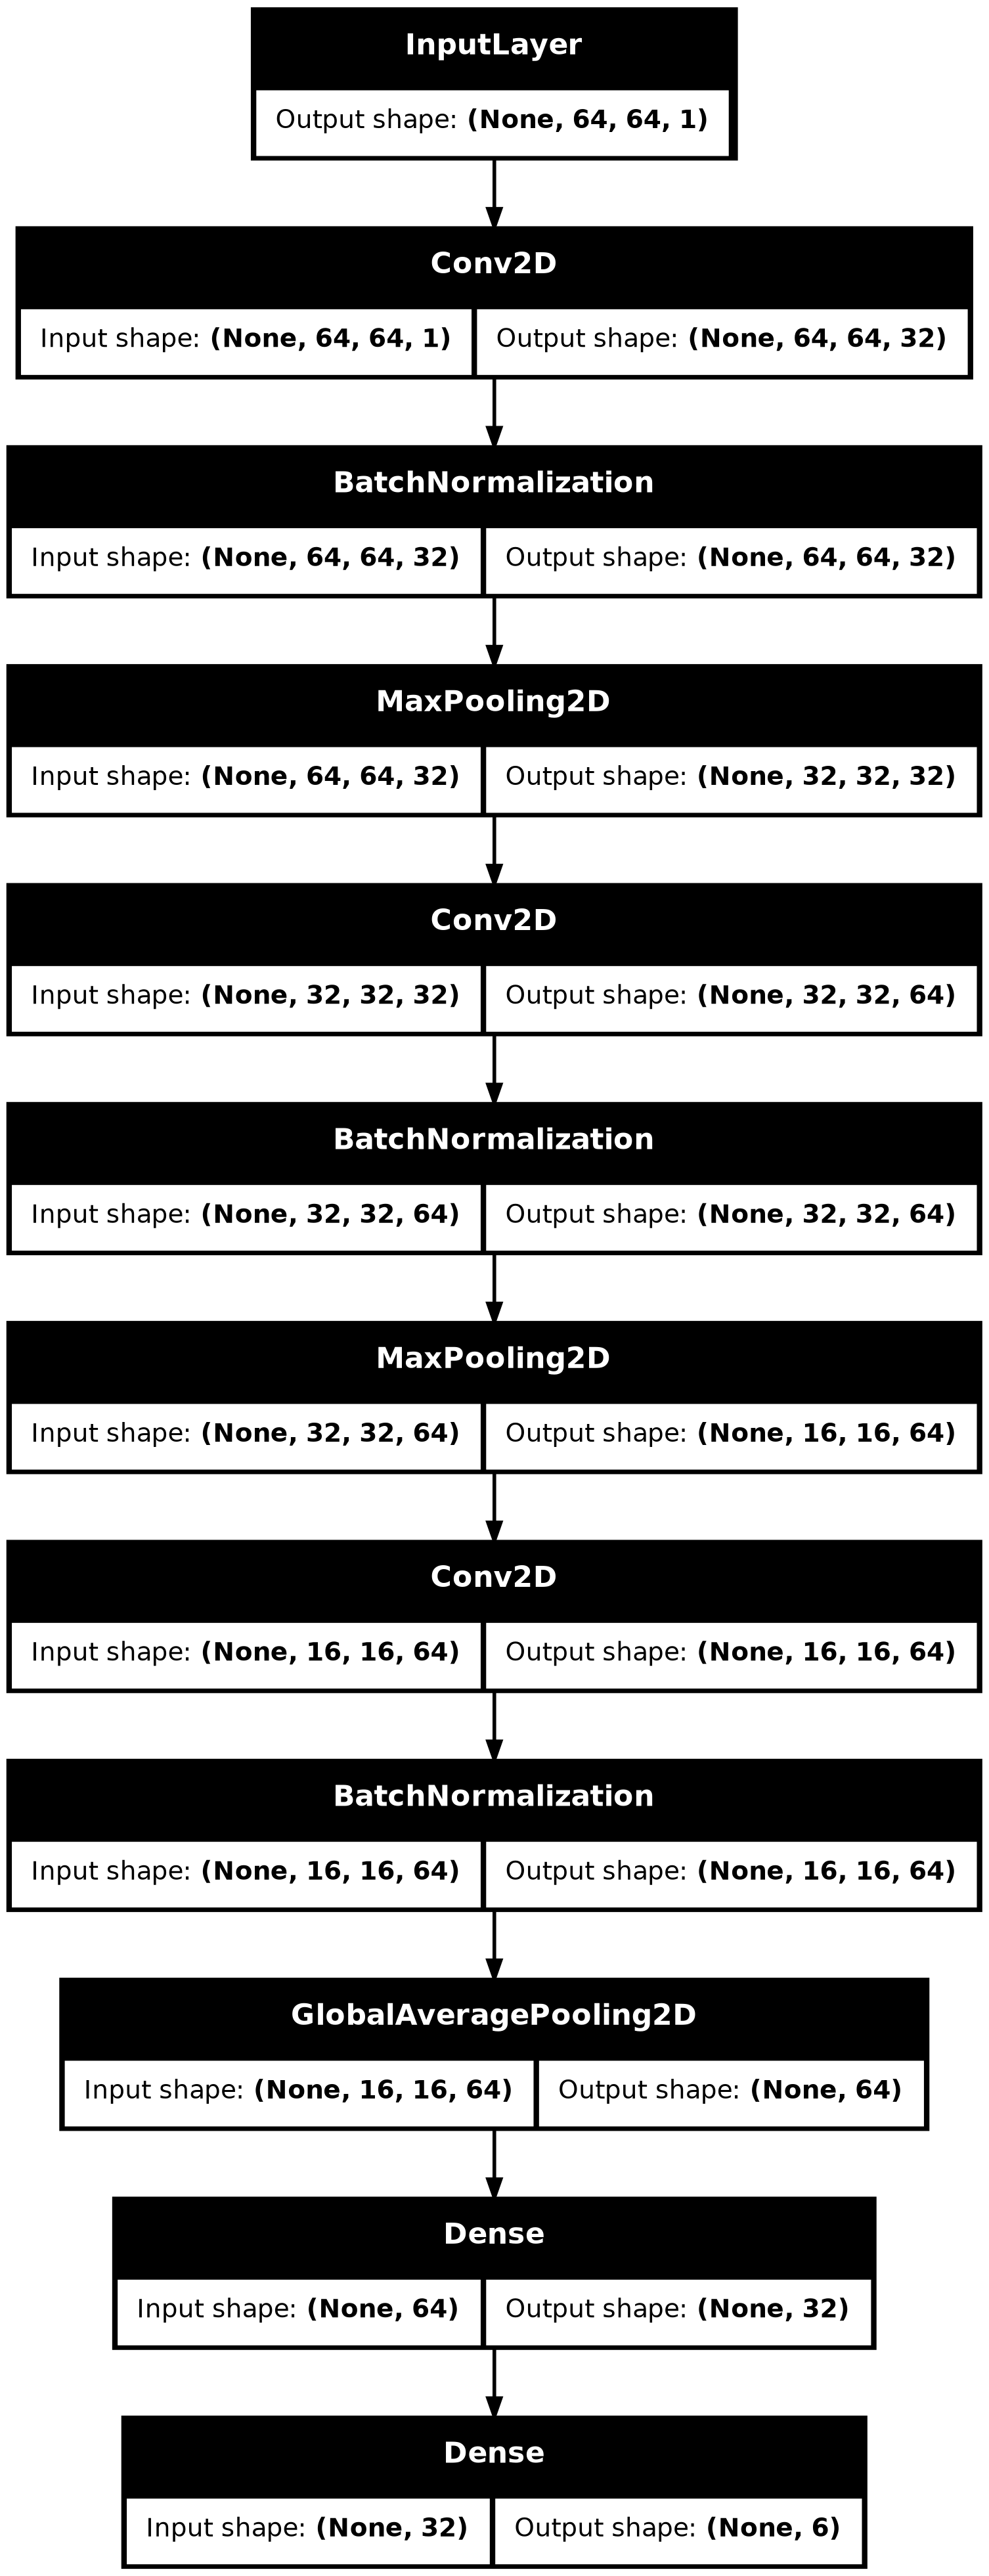 InputLayer
Output shape: (None, 64, 64, 1)
Conv2D
Input shape: (None, 64, 64, 1) Output shape: (None, 64, 64, 32)
BatchNormalization
Input shape: (None, 64, 64, 32) Output shape: (None, 64, 64, 32)
MaxPooling2D
Input shape: (None, 64, 64, 32) Output shape: (None, 32, 32, 32)
Conv2D
Input shape: (None, 32, 32, 32) Output shape: (None, 32, 32, 64)
BatchNormalization
Input shape: (None, 32, 32, 64) Output shape: (None, 32, 32, 64)
MaxPooling2D
Input shape: (None, 32, 32, 64) Output shape: (None, 16, 16, 64)
Conv2D
Input shape: (None, 16, 16, 64) Output shape: (None, 16, 16, 64)
BatchNormalization
Input shape: (None, 16, 16, 64) Output shape: (None, 16, 16, 64)
GlobalAveragePooling2D
Input shape: (None, 16, 16, 64) Output shape: (None, 64)
Dense
Input shape: (None, 64) Output shape: (None, 32)
Dense
Input shape: (None, 32) Output shape: (None, 6)